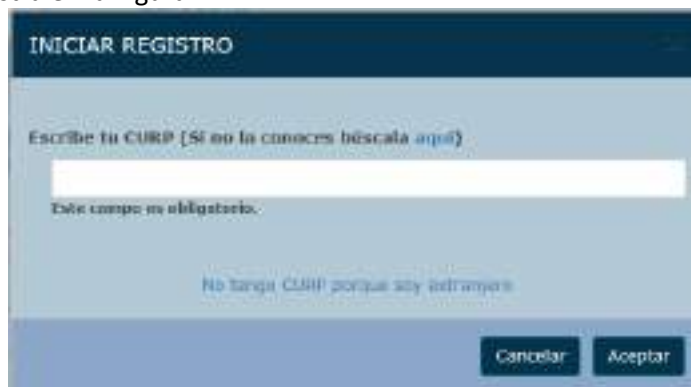 INICIAR REGISTRO
Escribe tu CURP (Si no la conoces búscala aquí)
Este campo es obligatorio.
No tengo CURP porque soy extranjero
Cancelar Aceptar